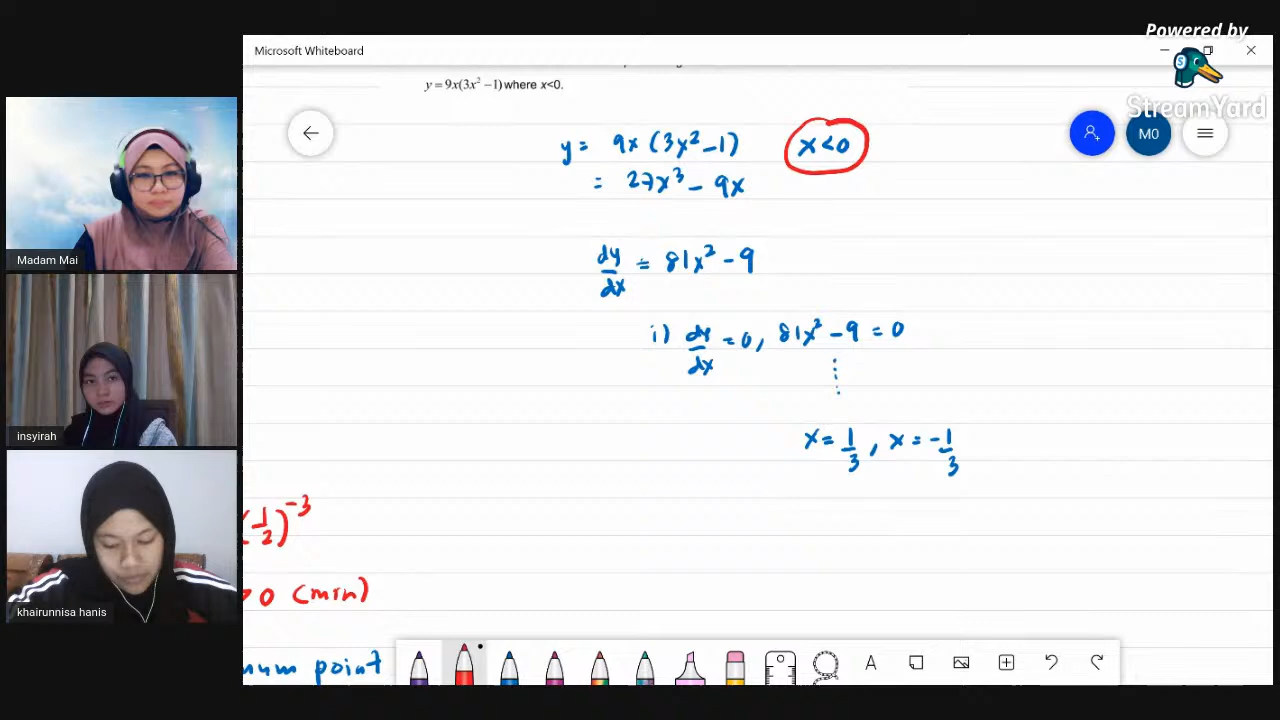 Powered by
StreamYard
Microsoft Whiteboard
y = 9x(3x² −1) where x<0.
M0
y = 9x (3x² − 1) x < 0
= 27x³ − 9x
dy/dx = 81x² − 9
i) dy/dx = 0, 81x² − 9 = 0
x = 1/3, x = −1/3
Madam Mai
insyirah
khairunnisa hanis
1/2)⁻³
0 (min)
num point
A